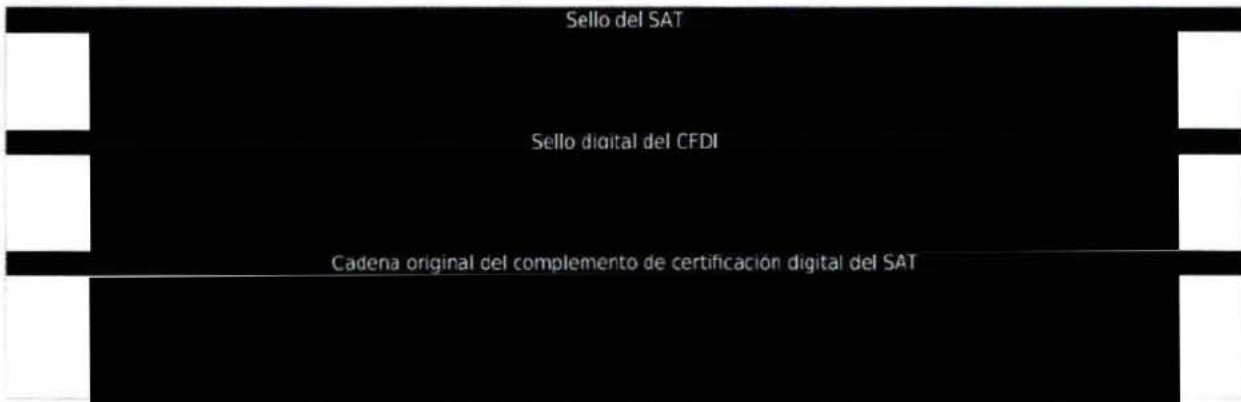 Sello del SAT
Sello digital del CFDI
Cadena original del complemento de certificación digital del SAT